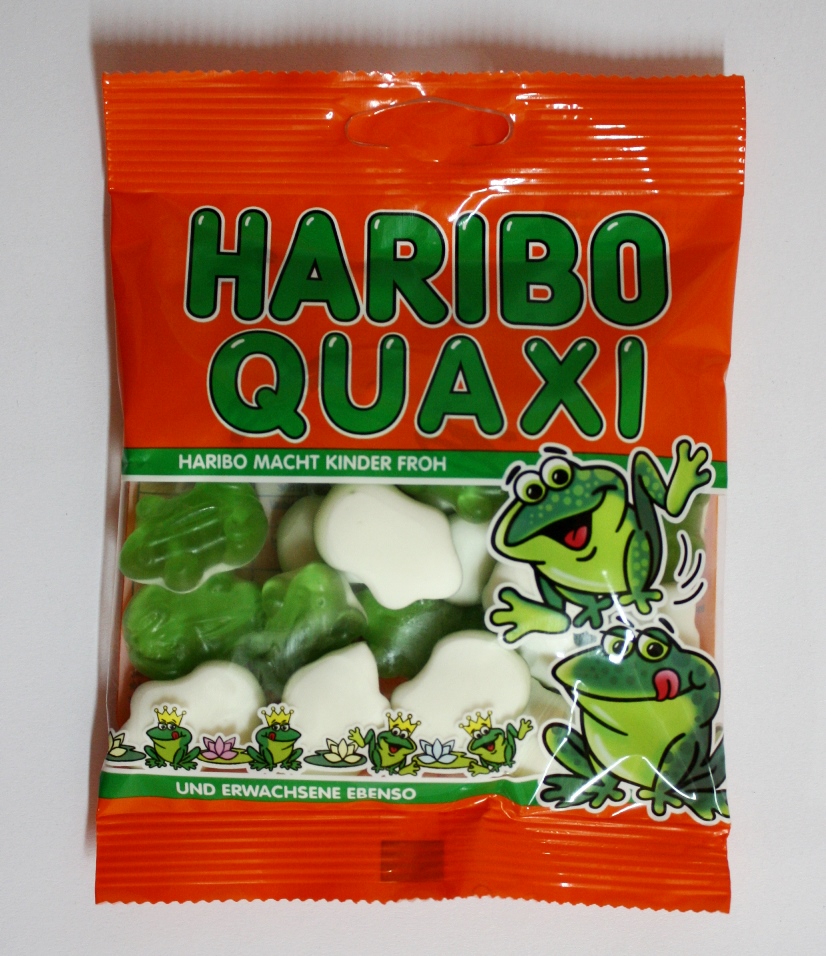 HARIBO
QUAXI
HARIBO MACHT KINDER FROH
UND ERWACHSENE EBENSO